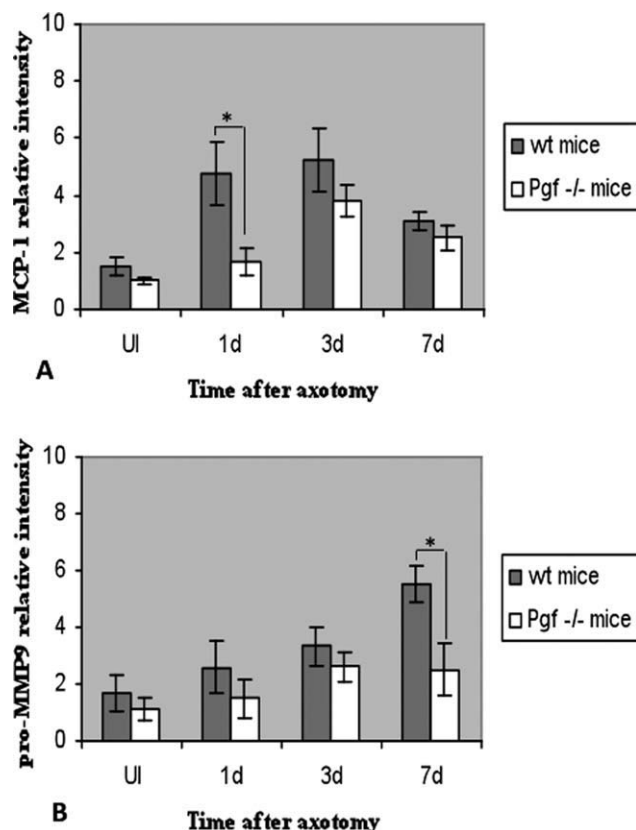 10
8
6
4
2
0
MCP-1 relative intensity
*
UI 1d 3d 7d
Time after axotomy
A
wt mice
Pgf -/- mice
10
8
6
4
2
0
pro-MMP9 relative intensity
*
UI 1d 3d 7d
Time after axotomy
B
wt mice
Pgf -/- mice